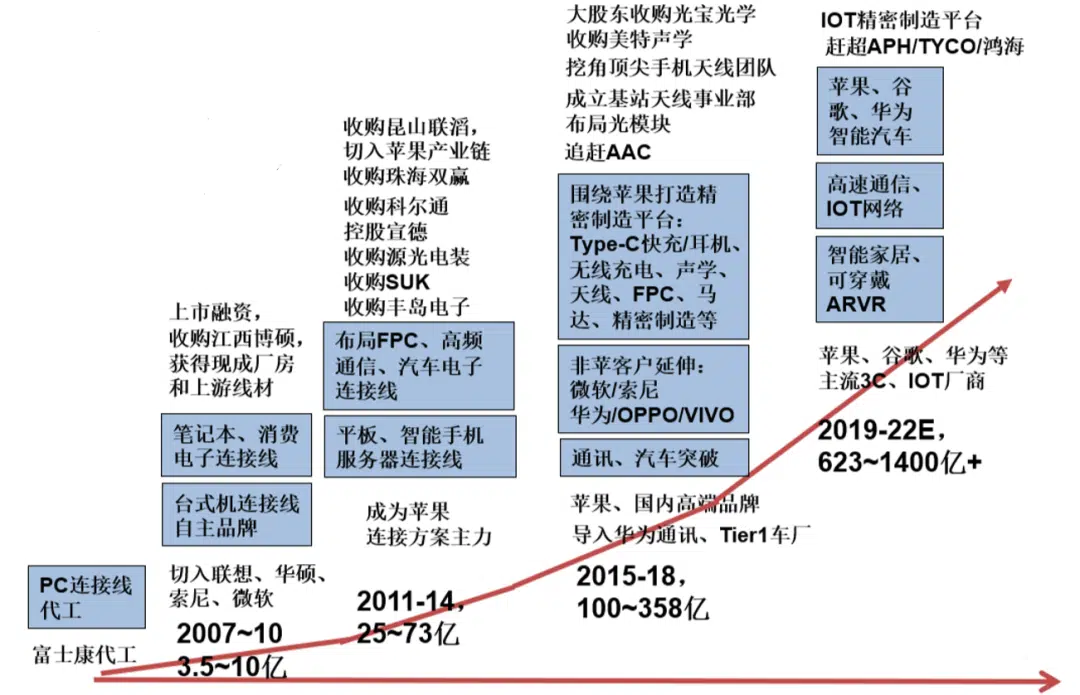 PC连接线
代工
富士康代工
上市融资，
收购江西博硕，
获得现成厂房
和上游线材
笔记本、消费
电子连接线
台式机连接线
自主品牌
切入联想、华硕、
索尼、微软
2007~10
3.5~10亿
收购昆山联滔，
切入苹果产业链
收购珠海双赢
收购科尔通
控股宣德
收购源光电装
收购SUK
收购丰岛电子
布局FPC、高频
通信、汽车电子
连接线
平板、智能手机
服务器连接线
成为苹果
连接方案主力
2011-14，
25~73亿
大股东收购光宝光学
收购美特声学
挖角顶尖手机天线团队
成立基站天线事业部
布局光模块
追赶AAC
围绕苹果打造精
密制造平台：
Type-C快充/耳机、
无线充电、声学、
天线、FPC、马
达、精密制造等
非苹客户延伸：
微软/索尼
华为/OPPO/VIVO
通讯、汽车突破
苹果、国内高端品牌
导入华为通讯、Tier1车厂
2015-18，
100~358亿
IOT精密制造平台
赶超APH/TYCO/鸿海
苹果、谷
歌、华为
智能汽车
高速通信、
IOT网络
智能家居、
可穿戴
ARVR
苹果、谷歌、华为等
主流3C、IOT厂商
2019-22E，
623~1400亿+